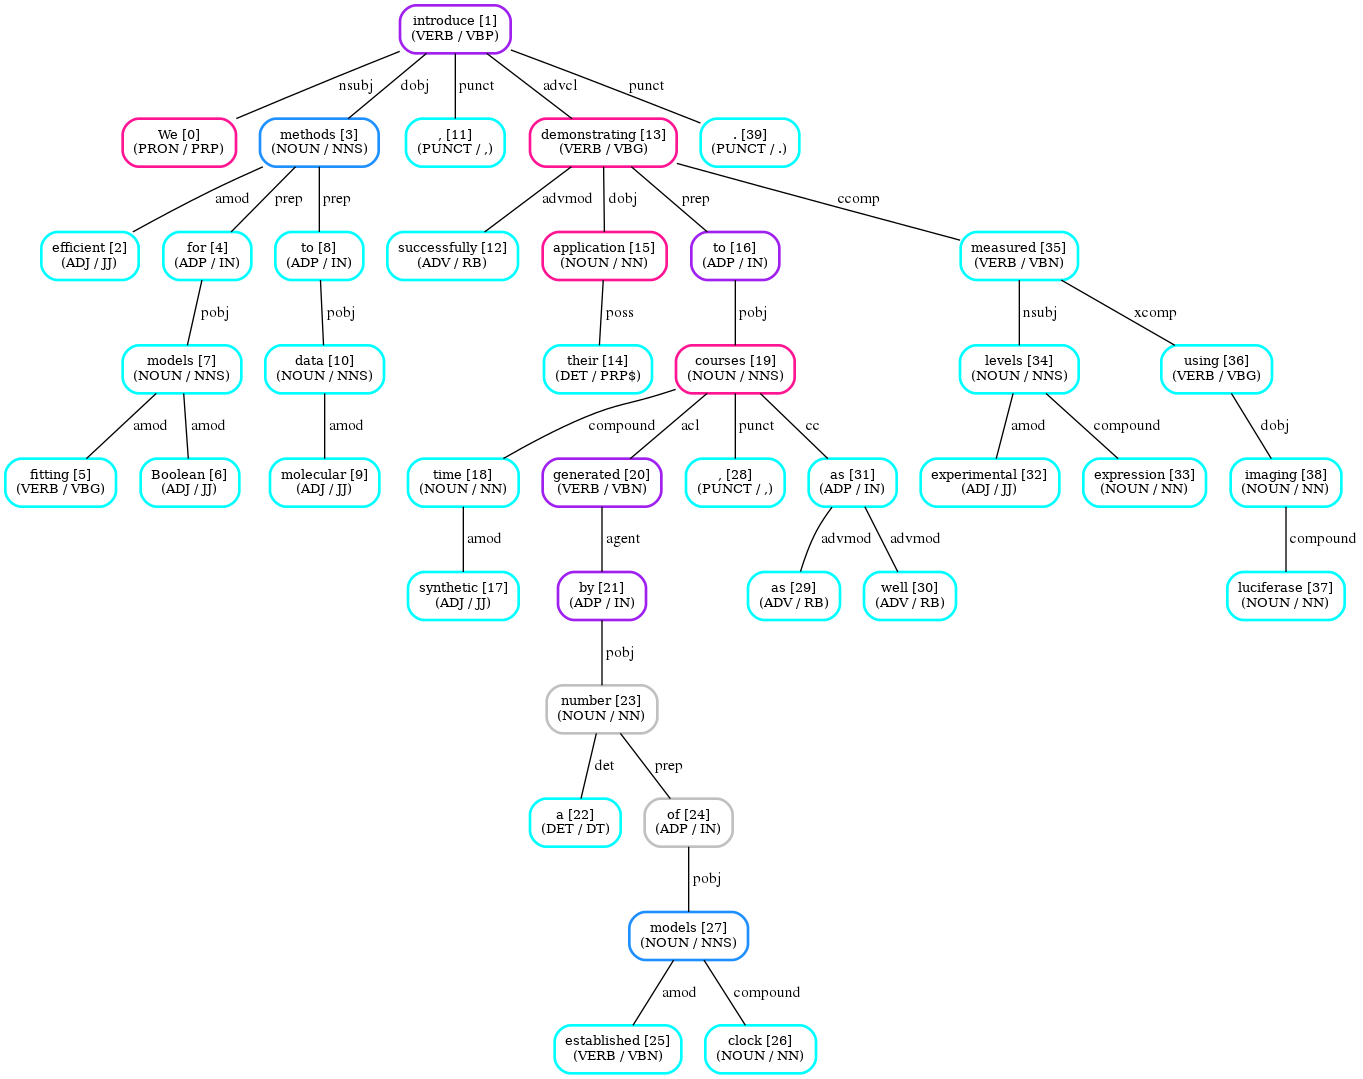 introduce [1]
(VERB / VBP)
nsubj
dobj
punct
advcl
punct
We [0]
(PRON / PRP)
methods [3]
(NOUN / NNS)
, [11]
(PUNCT / ,)
demonstrating [13]
(VERB / VBG)
. [39]
(PUNCT / .)
amod
prep
prep
advmod
dobj
prep
ccomp
efficient [2]
(ADJ / JJ)
for [4]
(ADP / IN)
to [8]
(ADP / IN)
successfully [12]
(ADV / RB)
application [15]
(NOUN / NN)
to [16]
(ADP / IN)
measured [35]
(VERB / VBN)
pobj
pobj
poss
pobj
nsubj
xcomp
models [7]
(NOUN / NNS)
data [10]
(NOUN / NNS)
their [14]
(DET / PRP$)
courses [19]
(NOUN / NNS)
levels [34]
(NOUN / NNS)
using [36]
(VERB / VBG)
amod
amod
amod
compound
acl
punct
cc
amod
compound
dobj
fitting [5]
(VERB / VBG)
Boolean [6]
(ADJ / JJ)
molecular [9]
(ADJ / JJ)
time [18]
(NOUN / NN)
generated [20]
(VERB / VBN)
, [28]
(PUNCT / ,)
as [31]
(ADP / IN)
experimental [32]
(ADJ / JJ)
expression [33]
(NOUN / NN)
imaging [38]
(NOUN / NN)
amod
agent
advmod
advmod
compound
synthetic [17]
(ADJ / JJ)
by [21]
(ADP / IN)
as [29]
(ADV / RB)
well [30]
(ADV / RB)
luciferase [37]
(NOUN / NN)
pobj
number [23]
(NOUN / NN)
det
prep
a [22]
(DET / DT)
of [24]
(ADP / IN)
pobj
models [27]
(NOUN / NNS)
amod
compound
established [25]
(VERB / VBN)
clock [26]
(NOUN / NN)